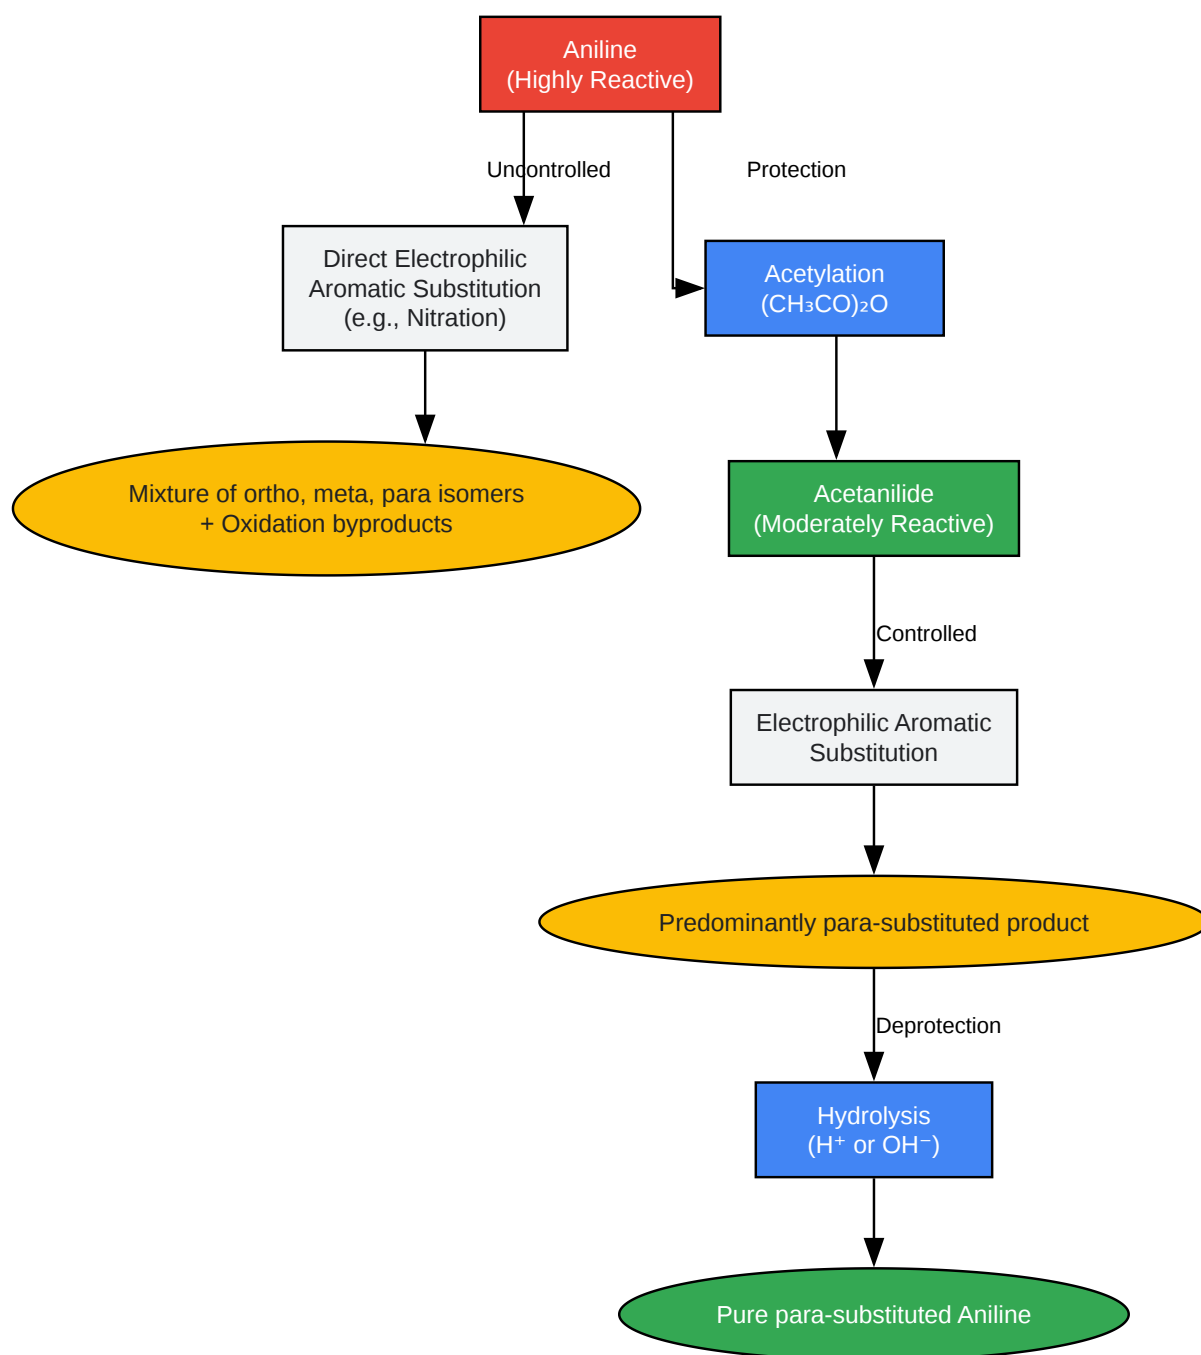 Aniline
(Highly Reactive)
Uncontrolled
Protection
Direct Electrophilic
Aromatic Substitution
(e.g., Nitration)
Acetylation
(CH₃CO)₂O
Mixture of ortho, meta, para isomers
+ Oxidation byproducts
Acetanilide
(Moderately Reactive)
Controlled
Electrophilic Aromatic
Substitution
Predominantly para-substituted product
Deprotection
Hydrolysis
(H⁺ or OH⁻)
Pure para-substituted Aniline